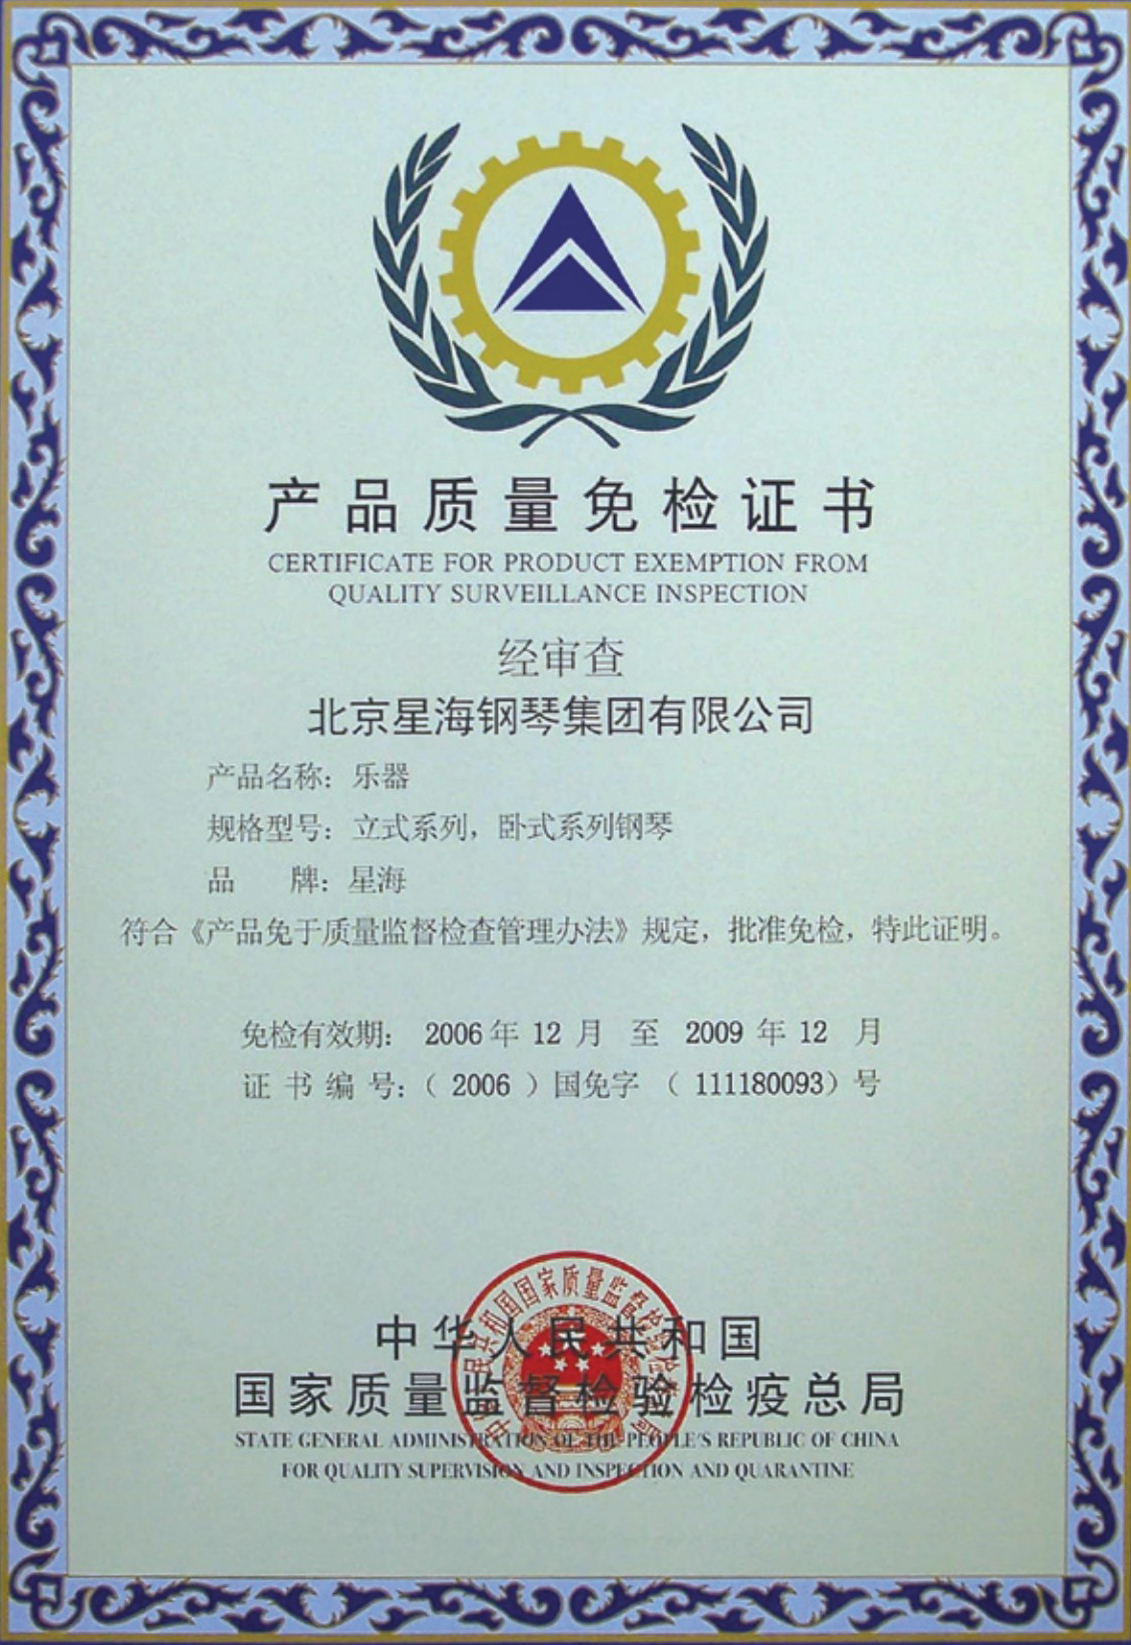 产品质量免检证书
CERTIFICATE FOR PRODUCT EXEMPTION FROM
QUALITY SURVEILLANCE INSPECTION
经审查
北京星海钢琴集团有限公司
产品名称：乐器
规格型号：立式系列，卧式系列钢琴
品 牌：星海
符合《产品免于质量监督检查管理办法》规定，批准免检，特此证明。
免检有效期： 2006 年 12 月 至 2009 年 12 月
证 书 编 号：（ 2006 ）国免字 （ 111180093）号
中华人民共和国
国家质量监督检验检疫总局
STATE GENERAL ADMINISTRATION OF THE PEOPLE'S REPUBLIC OF CHINA
FOR QUALITY SUPERVISION AND INSPECTION AND QUARANTINE